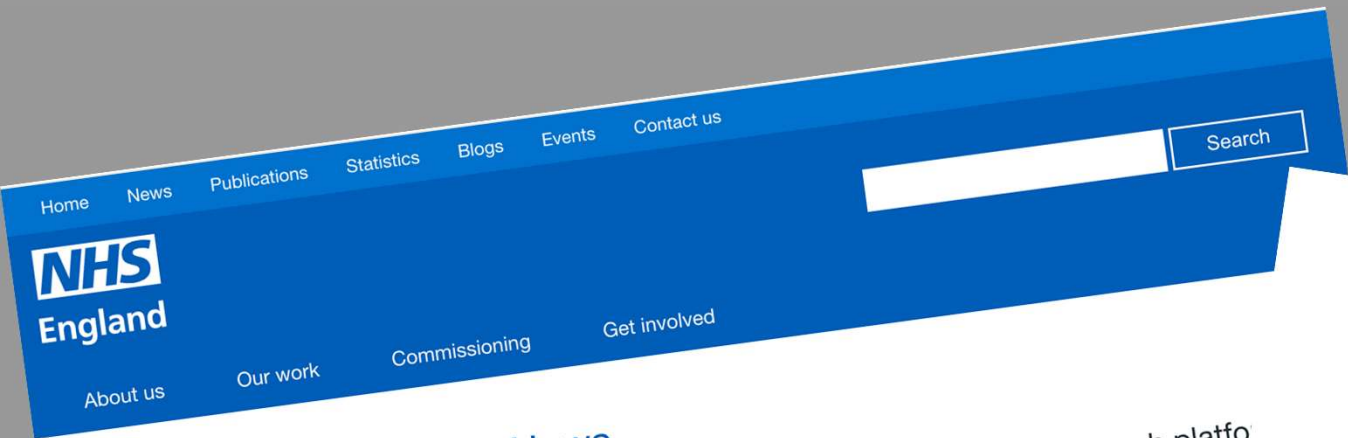 Home News Publications Statistics Blogs Events Contact us
Search
NHS
England
About us Our work Commissioning Get involved